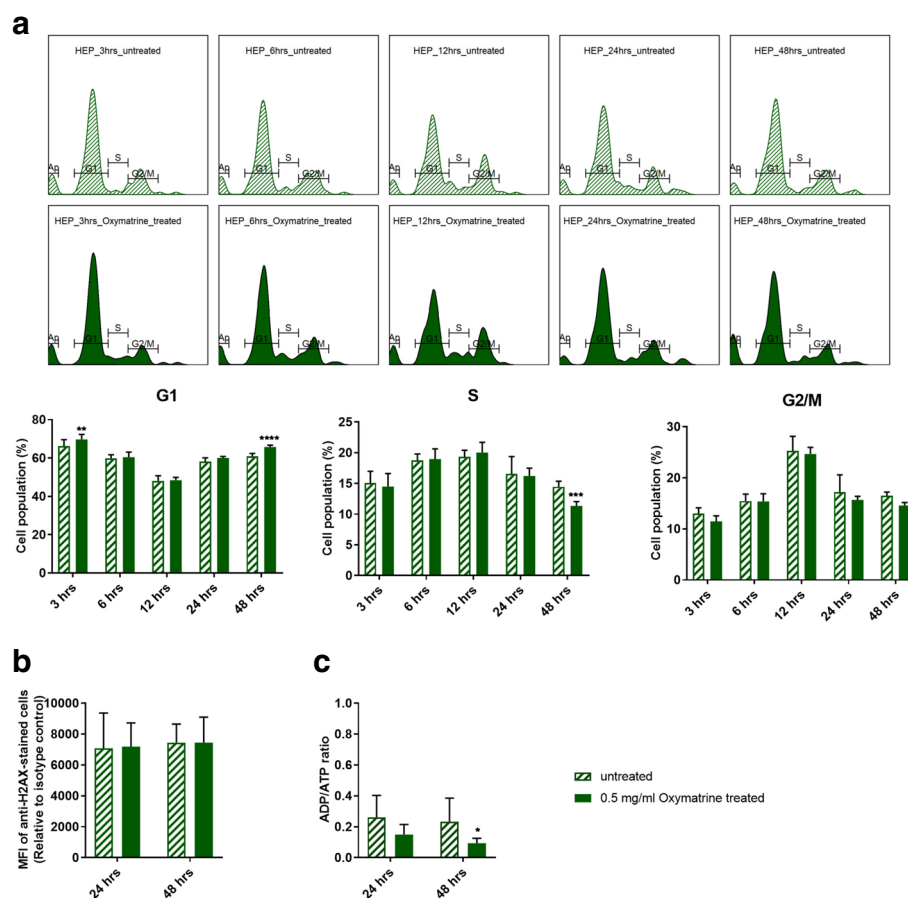 a
HEP_3hrs_untreated
HEP_6hrs_untreated
HEP_12hrs_untreated
HEP_24hrs_untreated
HEP_48hrs_untreated
Ap G1 S G2/M
Ap G1 S G2/M
Ap G1 S G2/M
Ap G1 S G2/M
Ap G1 S G2/M
HEP_3hrs_Oxymatrine_treated
HEP_6hrs_Oxymatrine_treated
HEP_12hrs_Oxymatrine_treated
HEP_24hrs_Oxymatrine_treated
HEP_48hrs_Oxymatrine_treated
Ap G1 S G2/M
Ap G1 S G2/M
Ap G1 S G2/M
Ap G1 S G2/M
Ap G1 S G2/M
G1
Cell population (%)
80
60
40
20
0
**
****
3 hrs
6 hrs
12 hrs
24 hrs
48 hrs
S
Cell population (%)
25
20
15
10
5
0
***
3 hrs
6 hrs
12 hrs
24 hrs
48 hrs
G2/M
Cell population (%)
30
20
10
0
3 hrs
6 hrs
12 hrs
24 hrs
48 hrs
b
MFI of anti-H2AX-stained cells
(Relative to isotype control)
10000
8000
6000
4000
2000
0
24 hrs
48 hrs
c
ADP/ATP ratio
1.0
0.8
0.6
0.4
0.2
0.0
*
24 hrs
48 hrs
untreated
0.5 mg/ml Oxymatrine treated